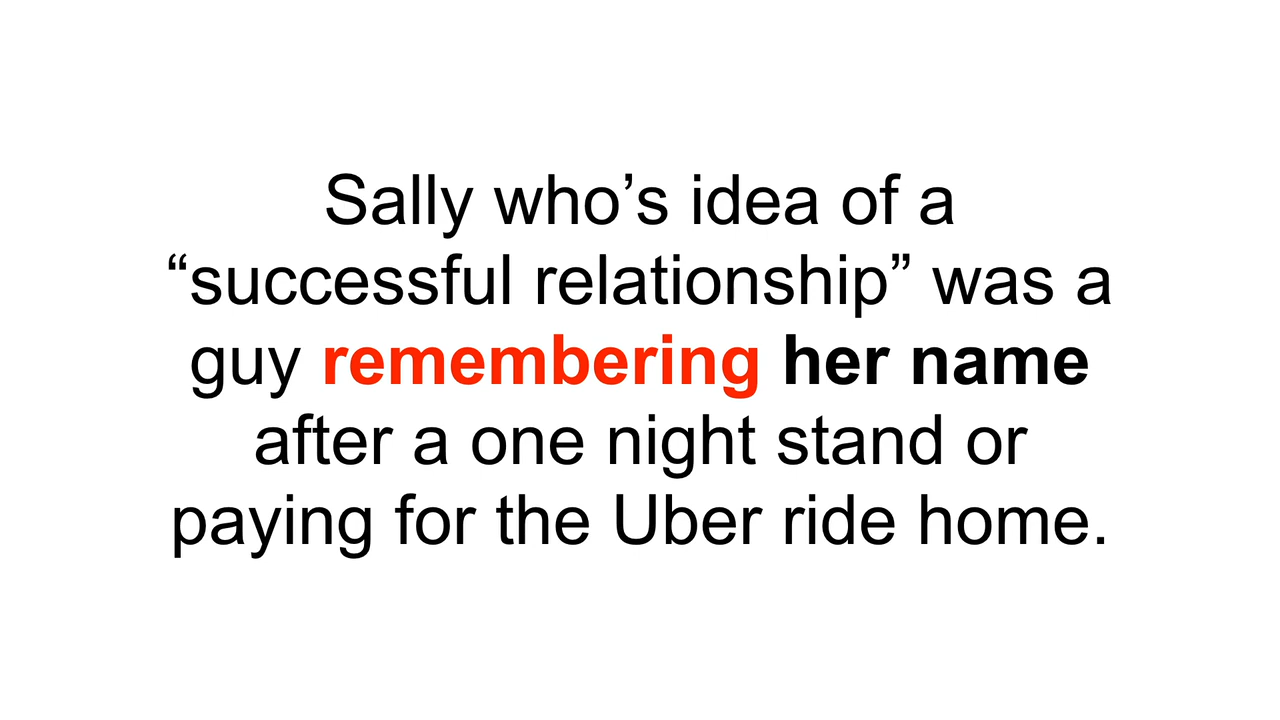 Sally who’s idea of a
“successful relationship” was a
guy remembering her name
after a one night stand or
paying for the Uber ride home.